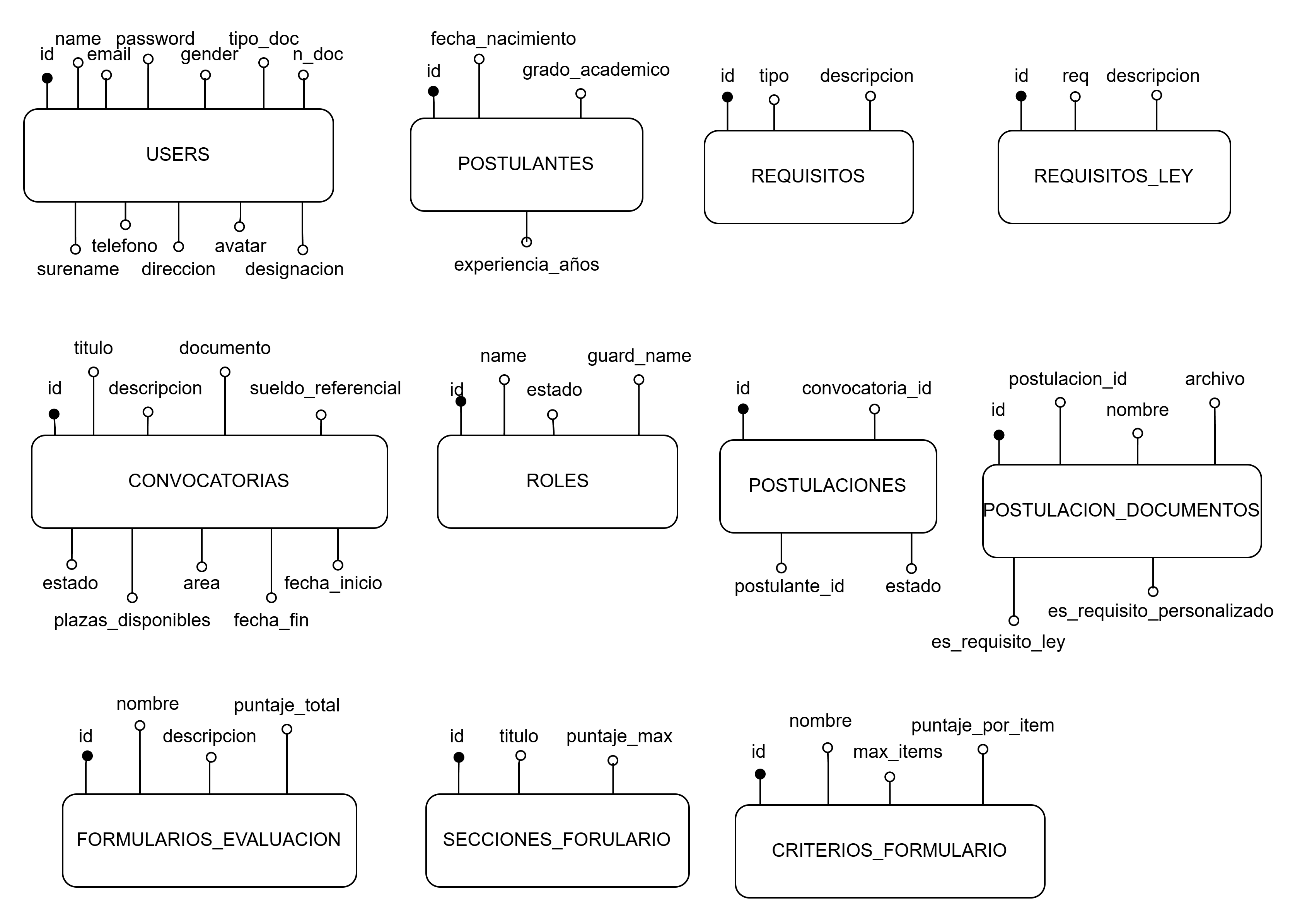 name password tipo_doc
id email gender n_doc
USERS
telefono avatar
surename direccion designacion
fecha_nacimiento
id grado_academico
POSTULANTES
experiencia_años
id tipo descripcion
REQUISITOS
id req descripcion
REQUISITOS_LEY
titulo documento
id descripcion sueldo_referencial
CONVOCATORIAS
estado area fecha_inicio
plazas_disponibles fecha_fin
name guard_name
id estado
ROLES
id convocatoria_id
POSTULACIONES
postulante_id estado
postulacion_id archivo
id nombre
POSTULACION_DOCUMENTOS
es_requisito_personalizado
es_requisito_ley
nombre puntaje_total
id descripcion
FORMULARIOS_EVALUACION
id titulo puntaje_max
SECCIONES_FORULARIO
nombre puntaje_por_item
id max_items
CRITERIOS_FORMULARIO